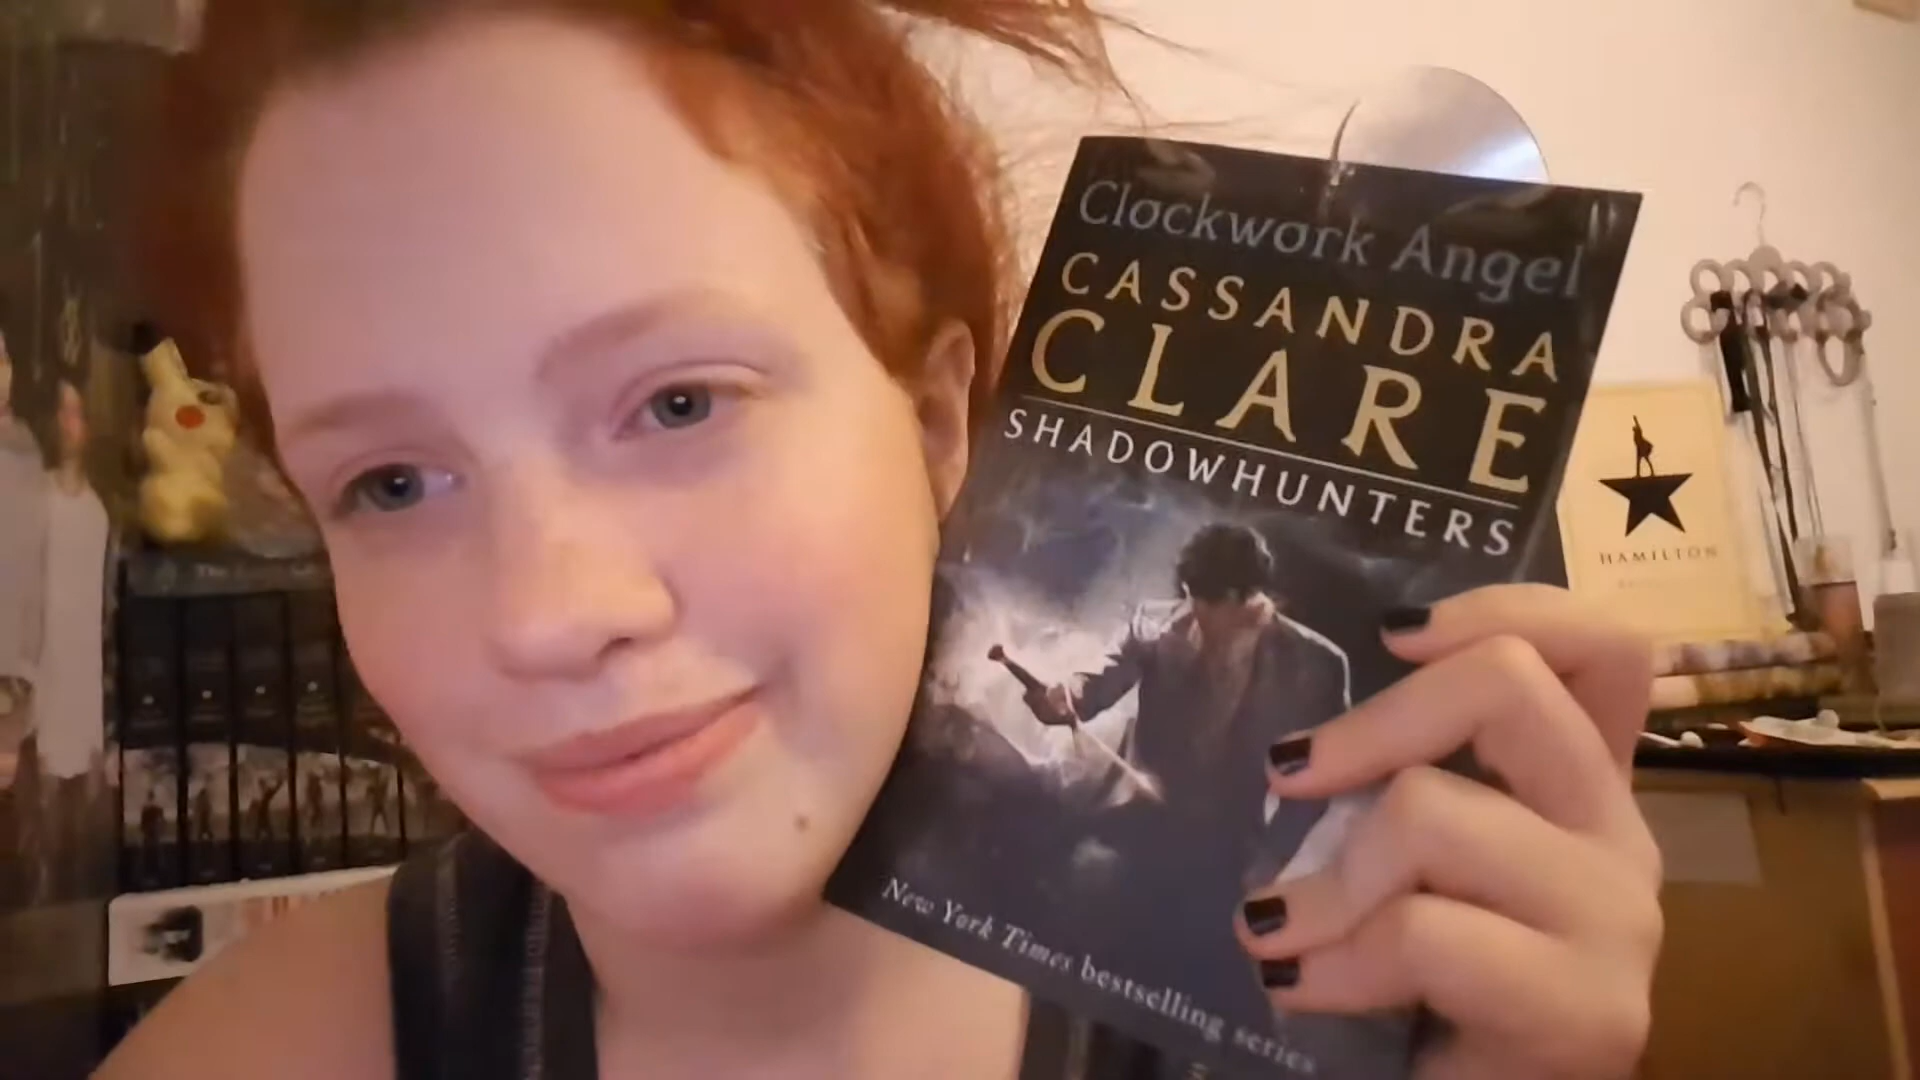 Clockwork Angel
CASSANDRA
CLARE
SHADOWHUNTERS
New York Times bestselling series
HAMILTON